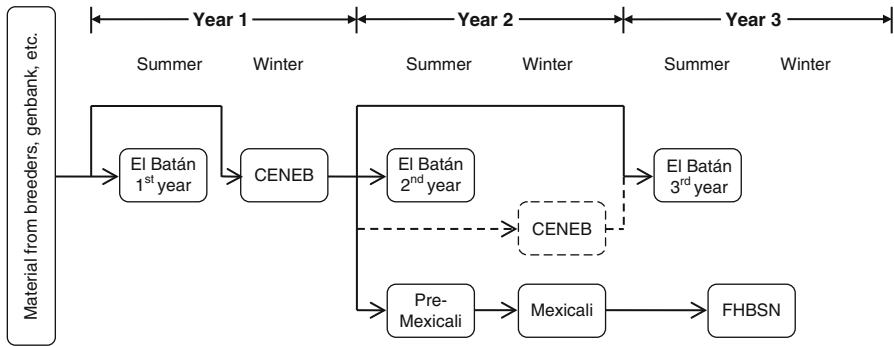 Year 1 Year 2 Year 3
Summer Winter Summer Winter Summer Winter
Material from breeders, genbank, etc.
El Batán
1st year
CENEB
El Batán
2nd year
El Batán
3rd year
CENEB
Pre-
Mexicali
Mexicali
FHBSN